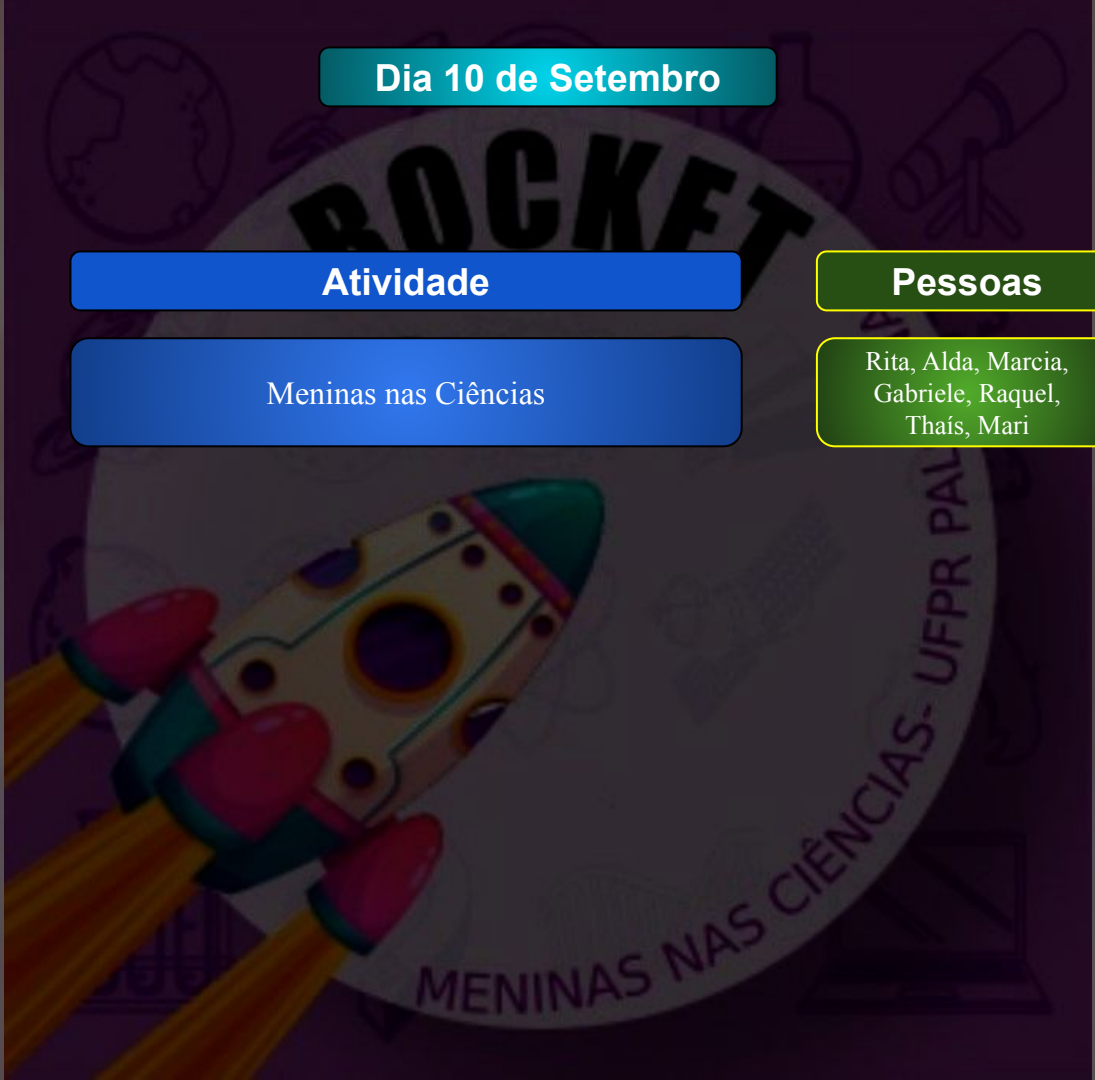 Dia 10 de Setembro
ROCKET
Atividade
Pessoas
Meninas nas Ciências
Rita, Alda, Marcia,
Gabriele, Raquel,
Thaís, Mari
MENINAS NAS CIÊNCIAS- UFPR